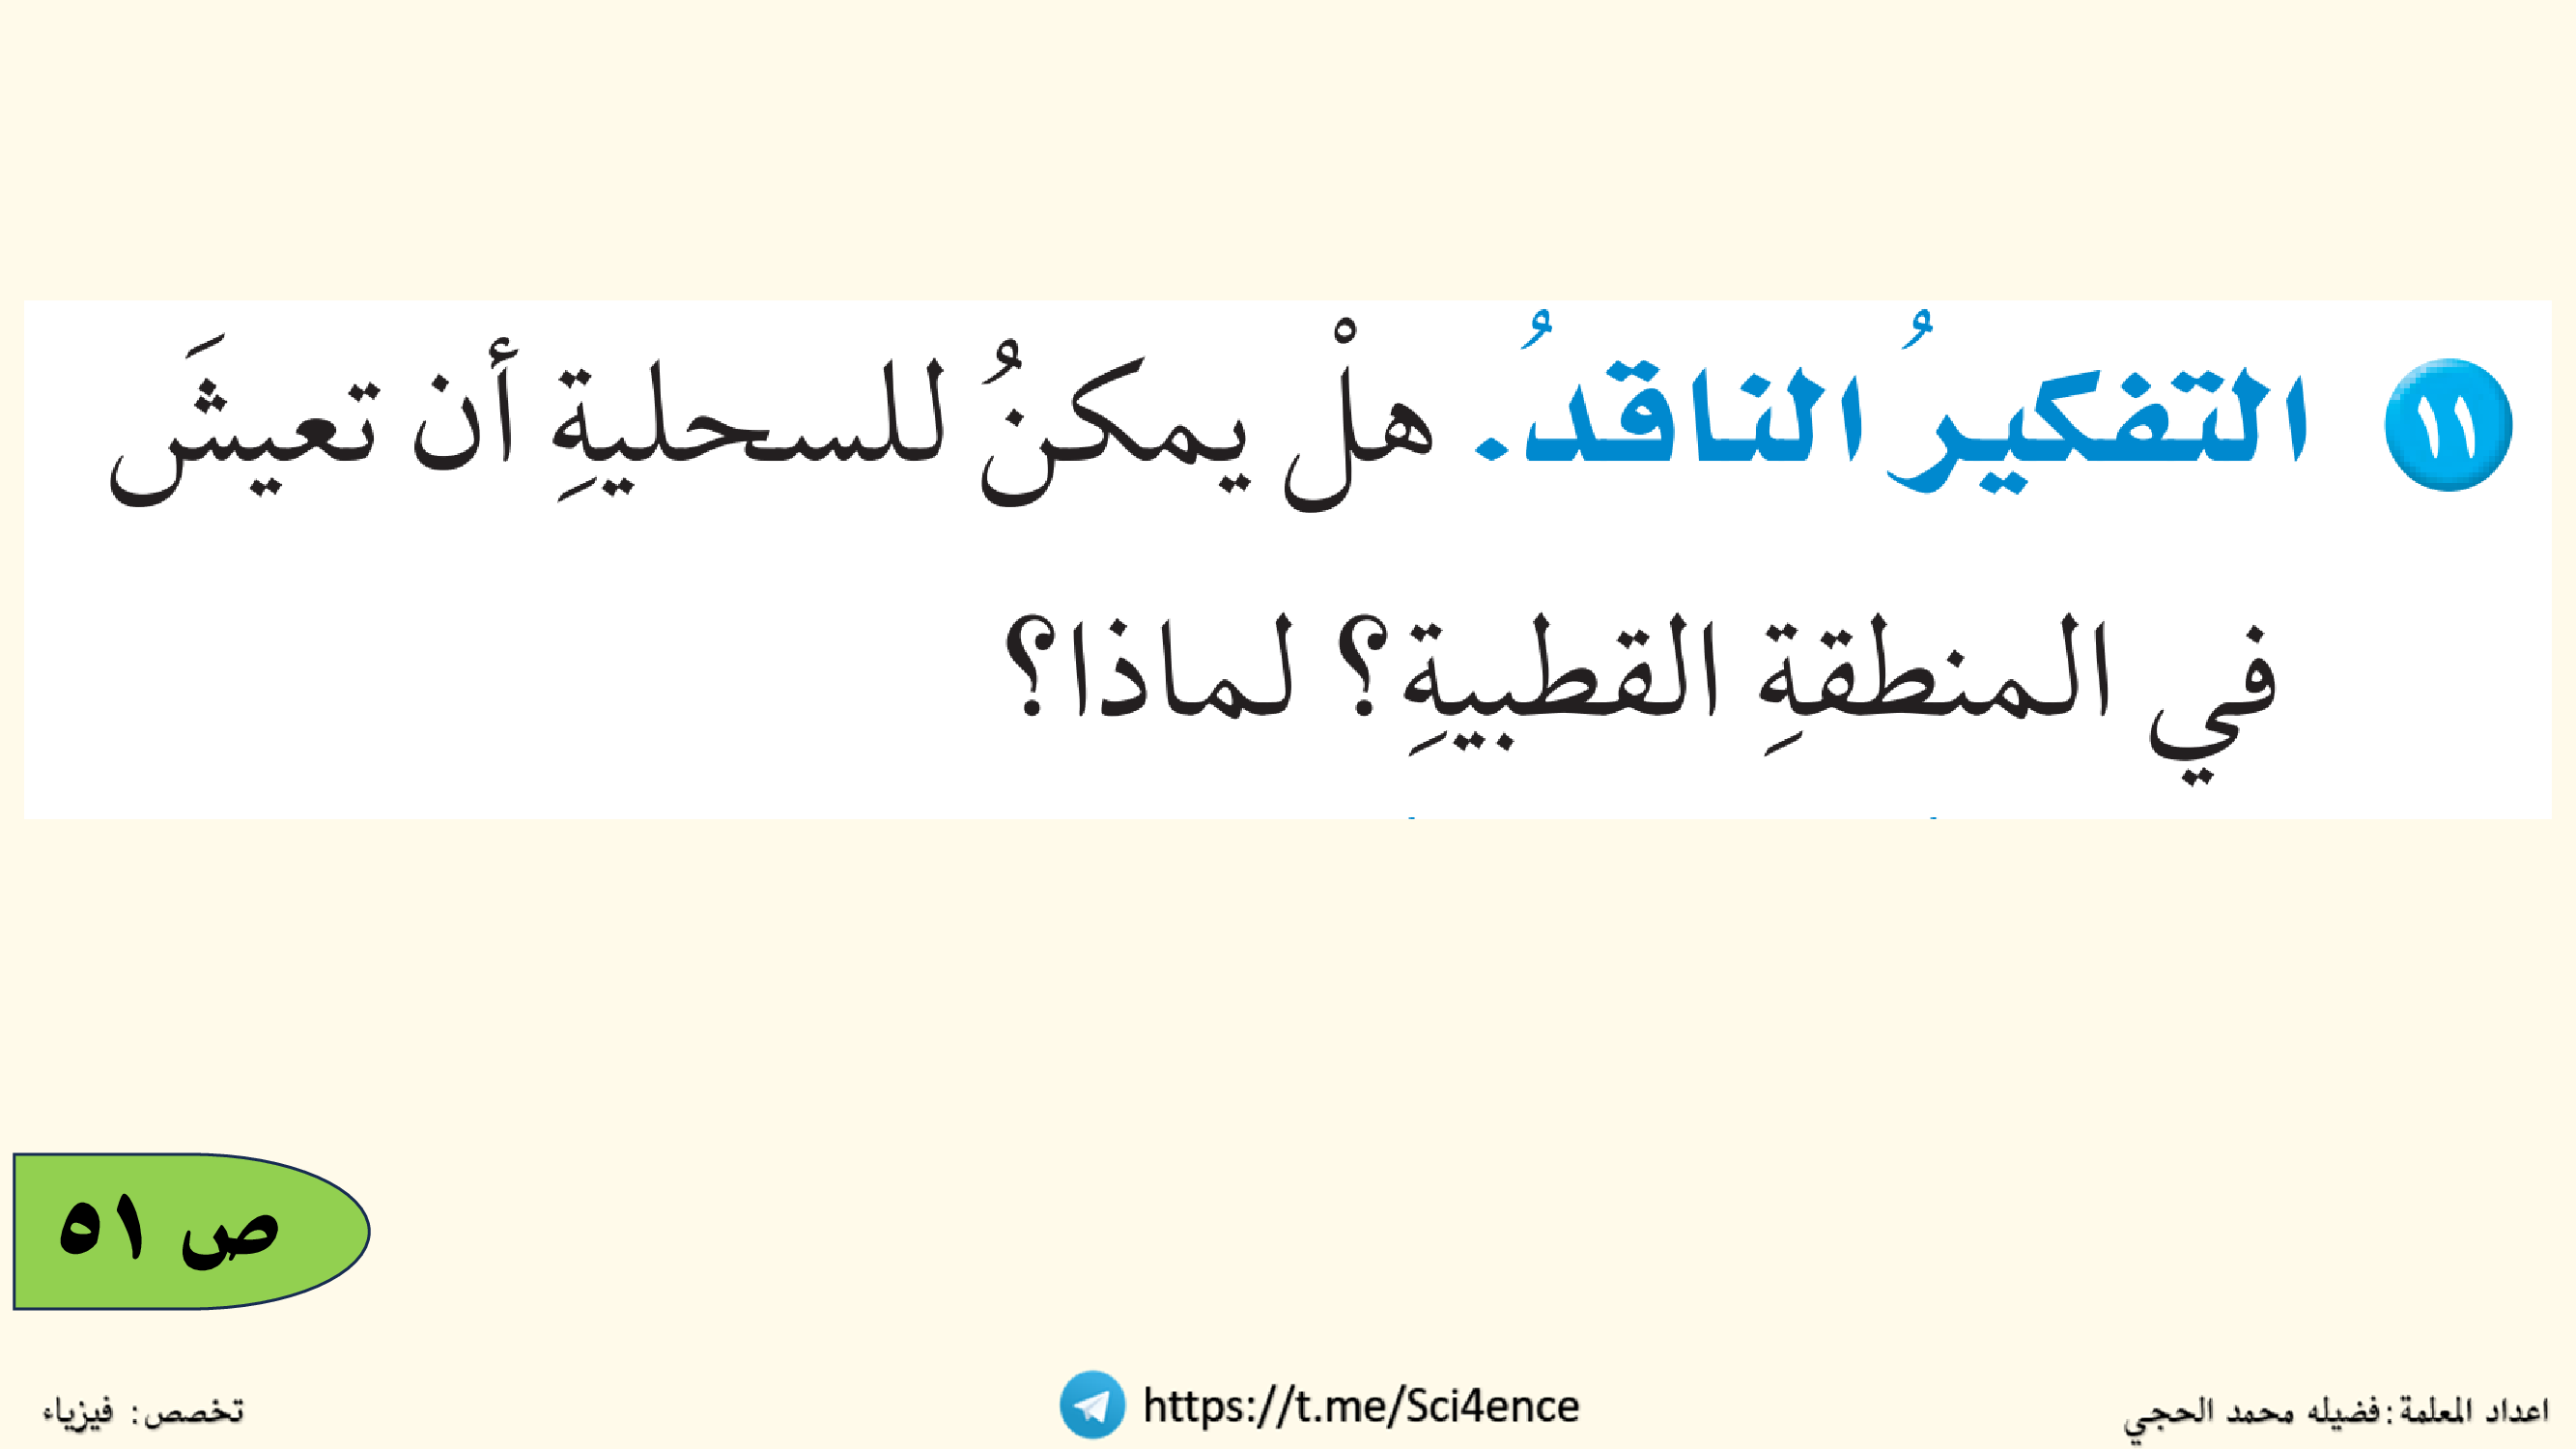 ١١ التفكيرُ الناقدُ. هلْ يمكنُ للسحليةِ أن تعيشَ
في المنطقةِ القطبيةِ؟ لماذا؟
ص ٥١
اعداد المعلمة:فضيله محمد الحجي
https://t.me/Sci4ence
تخصص: فيزياء